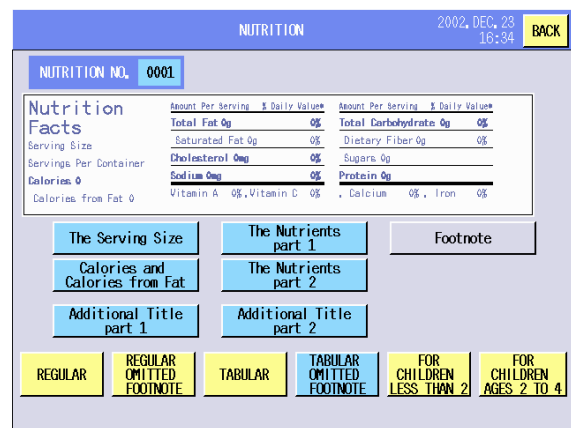 NUTRITION
2002, DEC, 23
16:34
BACK
NUTRITION NO. 0001
Nutrition
Facts
Serving Size
Servings Per Container
Calories 0
Calories from Fat 0
Amount Per Serving % Daily Value*
Total Fat 0g 0%
Saturated Fat 0g 0%
Cholesterol 0mg 0%
Sodium 0mg 0%
Amount Per Serving % Daily Value*
Total Carbohydrate 0g 0%
Dietary Fiber 0g 0%
Sugars 0g
Protein 0g
Vitamin A 0%, Vitamin C 0% , Calcium 0% , Iron 0%
The Serving Size
The Nutrients
part 1
Footnote
Calories and
Calories from Fat
The Nutrients
part 2
Additional Title
part 1
Additional Title
part 2
REGULAR
REGULAR
OMITTED
FOOTNOTE
TABULAR
TABULAR
OMITTED
FOOTNOTE
FOR
CHILDREN
LESS THAN 2
FOR
CHILDREN
AGES 2 TO 4